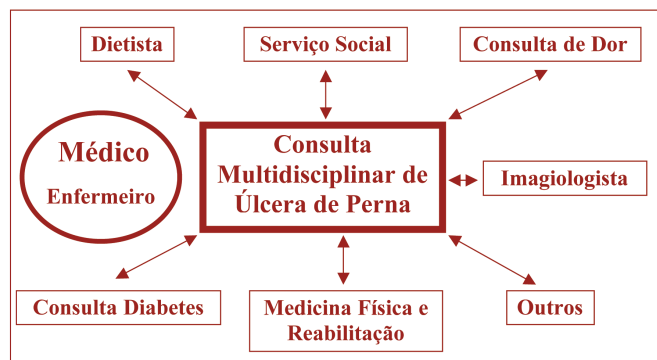 Dietista
Serviço Social
Consulta de Dor
Médico
Enfermeiro
Consulta
Multidisciplinar de
Úlcera de Perna
Imagiologista
Consulta Diabetes
Medicina Física e
Reabilitação
Outros